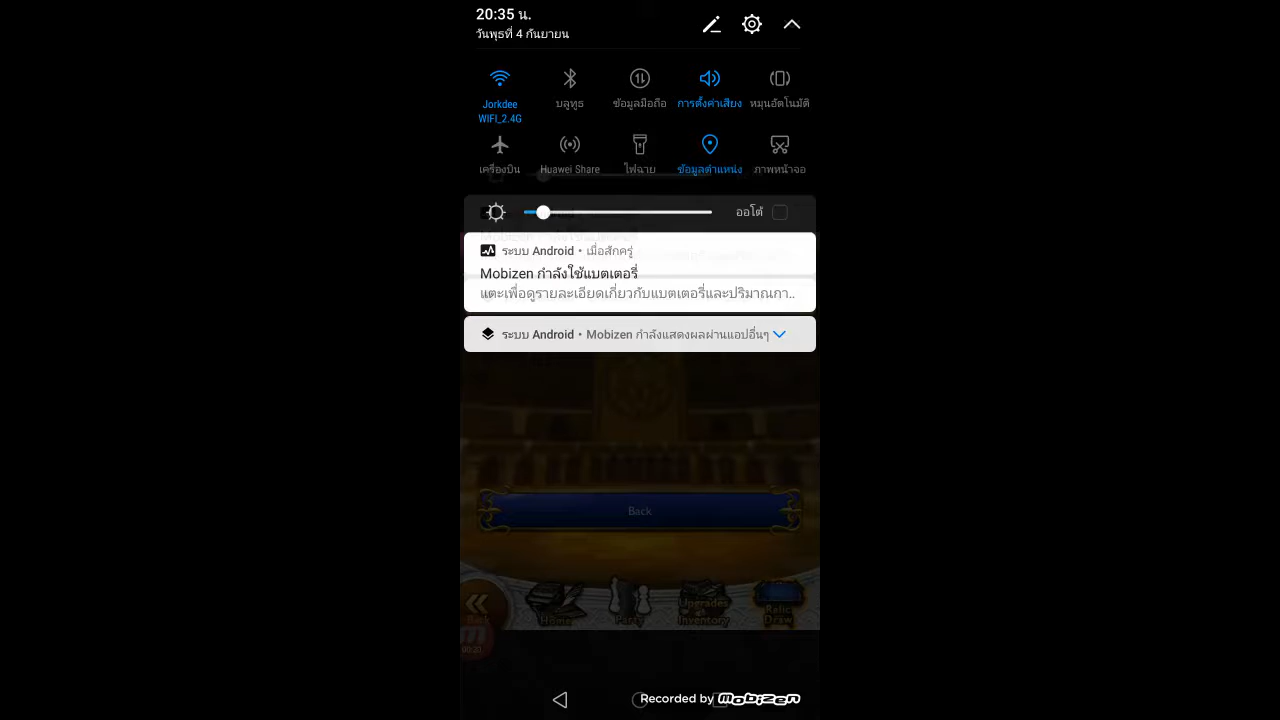 20:35 น.
วันพุธที่ 4 กันยายน
Jorkdee
WIFI_2.4G
บลูทูธ
ข้อมูลมือถือ
การตั้งค่าเสียง
หมุนอัตโนมัติ
เครื่องบิน
Huawei Share
ไฟฉาย
ข้อมูลตำแหน่ง
ภาพหน้าจอ
ออโต้
ระบบ Android • เมื่อสักครู่
Mobizen กำลังใช้แบตเตอรี่
แตะเพื่อดูรายละเอียดเกี่ยวกับแบตเตอรี่และปริมาณกา..
ระบบ Android • Mobizen กำลังแสดงผลผ่านแอปอื่นๆ
Back
Back
Home
Party
Upgrades
Inventory
Relic
Draw
00:20
Recorded by Mobizen